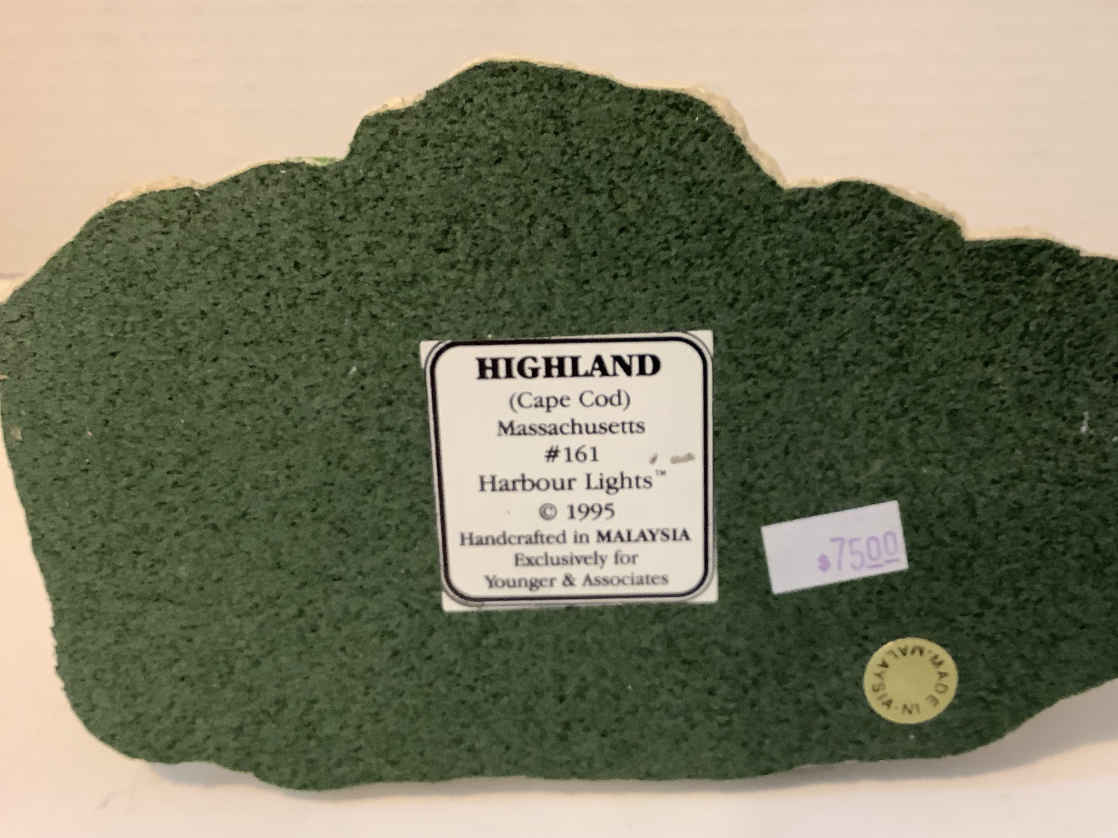 HIGHLAND
(Cape Cod)
Massachusetts
#161
Harbour Lights™
© 1995
Handcrafted in MALAYSIA
Exclusively for
Younger & Associates
$7500
MADE IN MALAYSIA